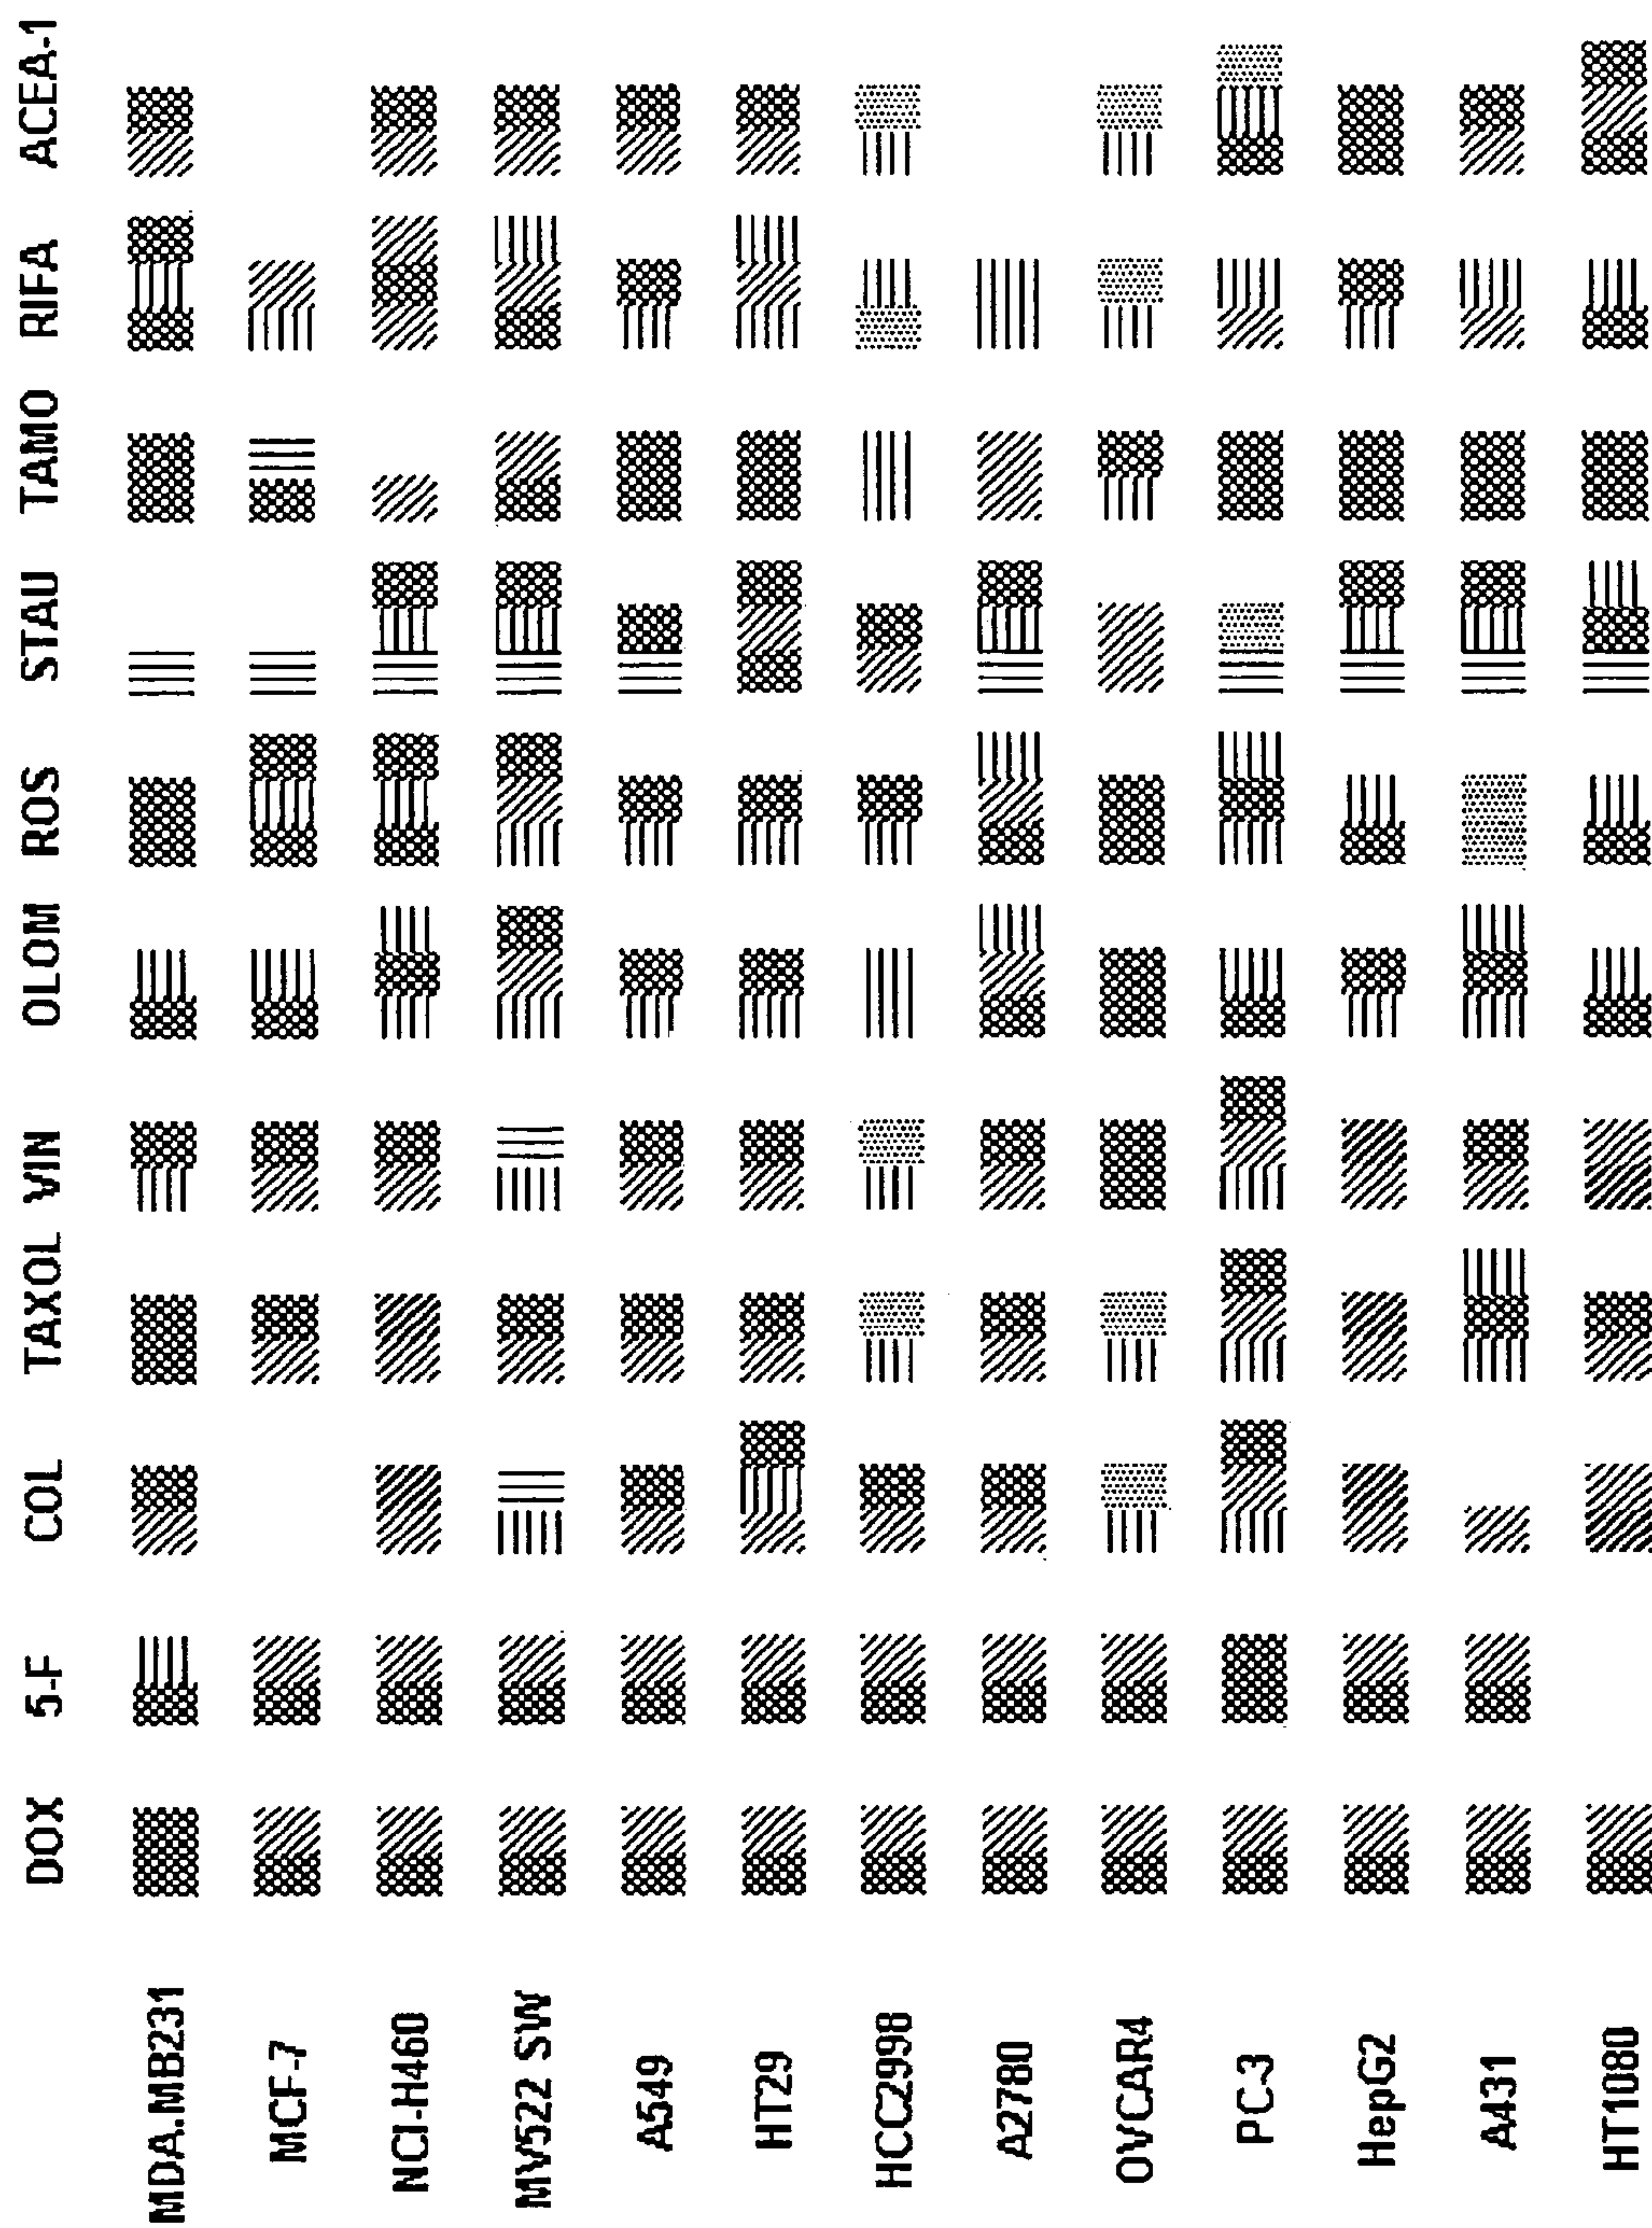 DOX
5-F
COL
TAXOL
VIN
OLOM
ROS
STAU
TAMO
RIFA
ACEA-1
MDA.MB231
MCF-7
NCI-H460
MV522 SW
A549
HT29
HCC2998
A2780
OVCAR4
PC-3
HepG2
A431
HT1080